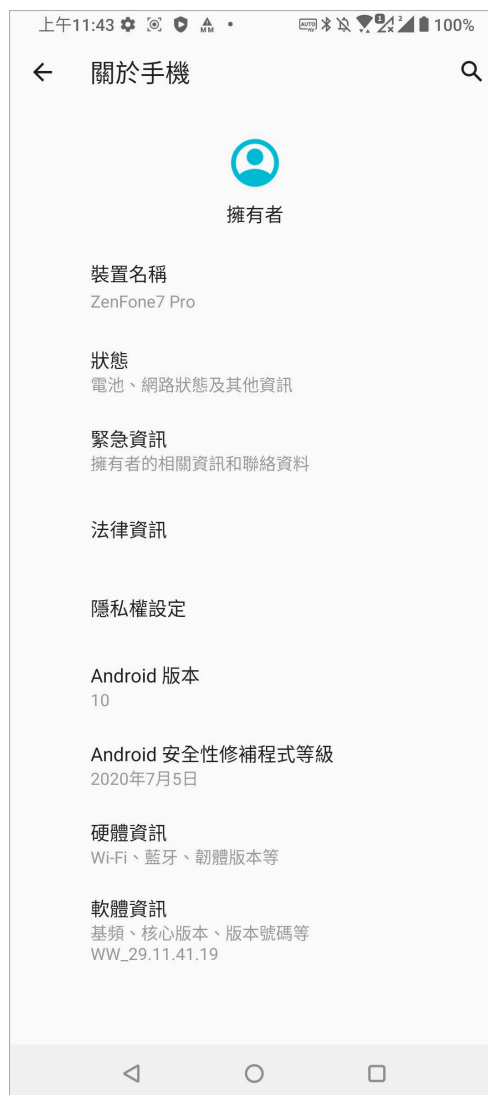 上午11:43
100%
關於手機
擁有者
裝置名稱
ZenFone7 Pro
狀態
電池、網路狀態及其他資訊
緊急資訊
擁有者的相關資訊和聯絡資料
法律資訊
隱私權設定
Android 版本
10
Android 安全性修補程式等級
2020年7月5日
硬體資訊
Wi-Fi、藍牙、韌體版本等
軟體資訊
基頻、核心版本、版本號碼等
WW_29.11.41.19